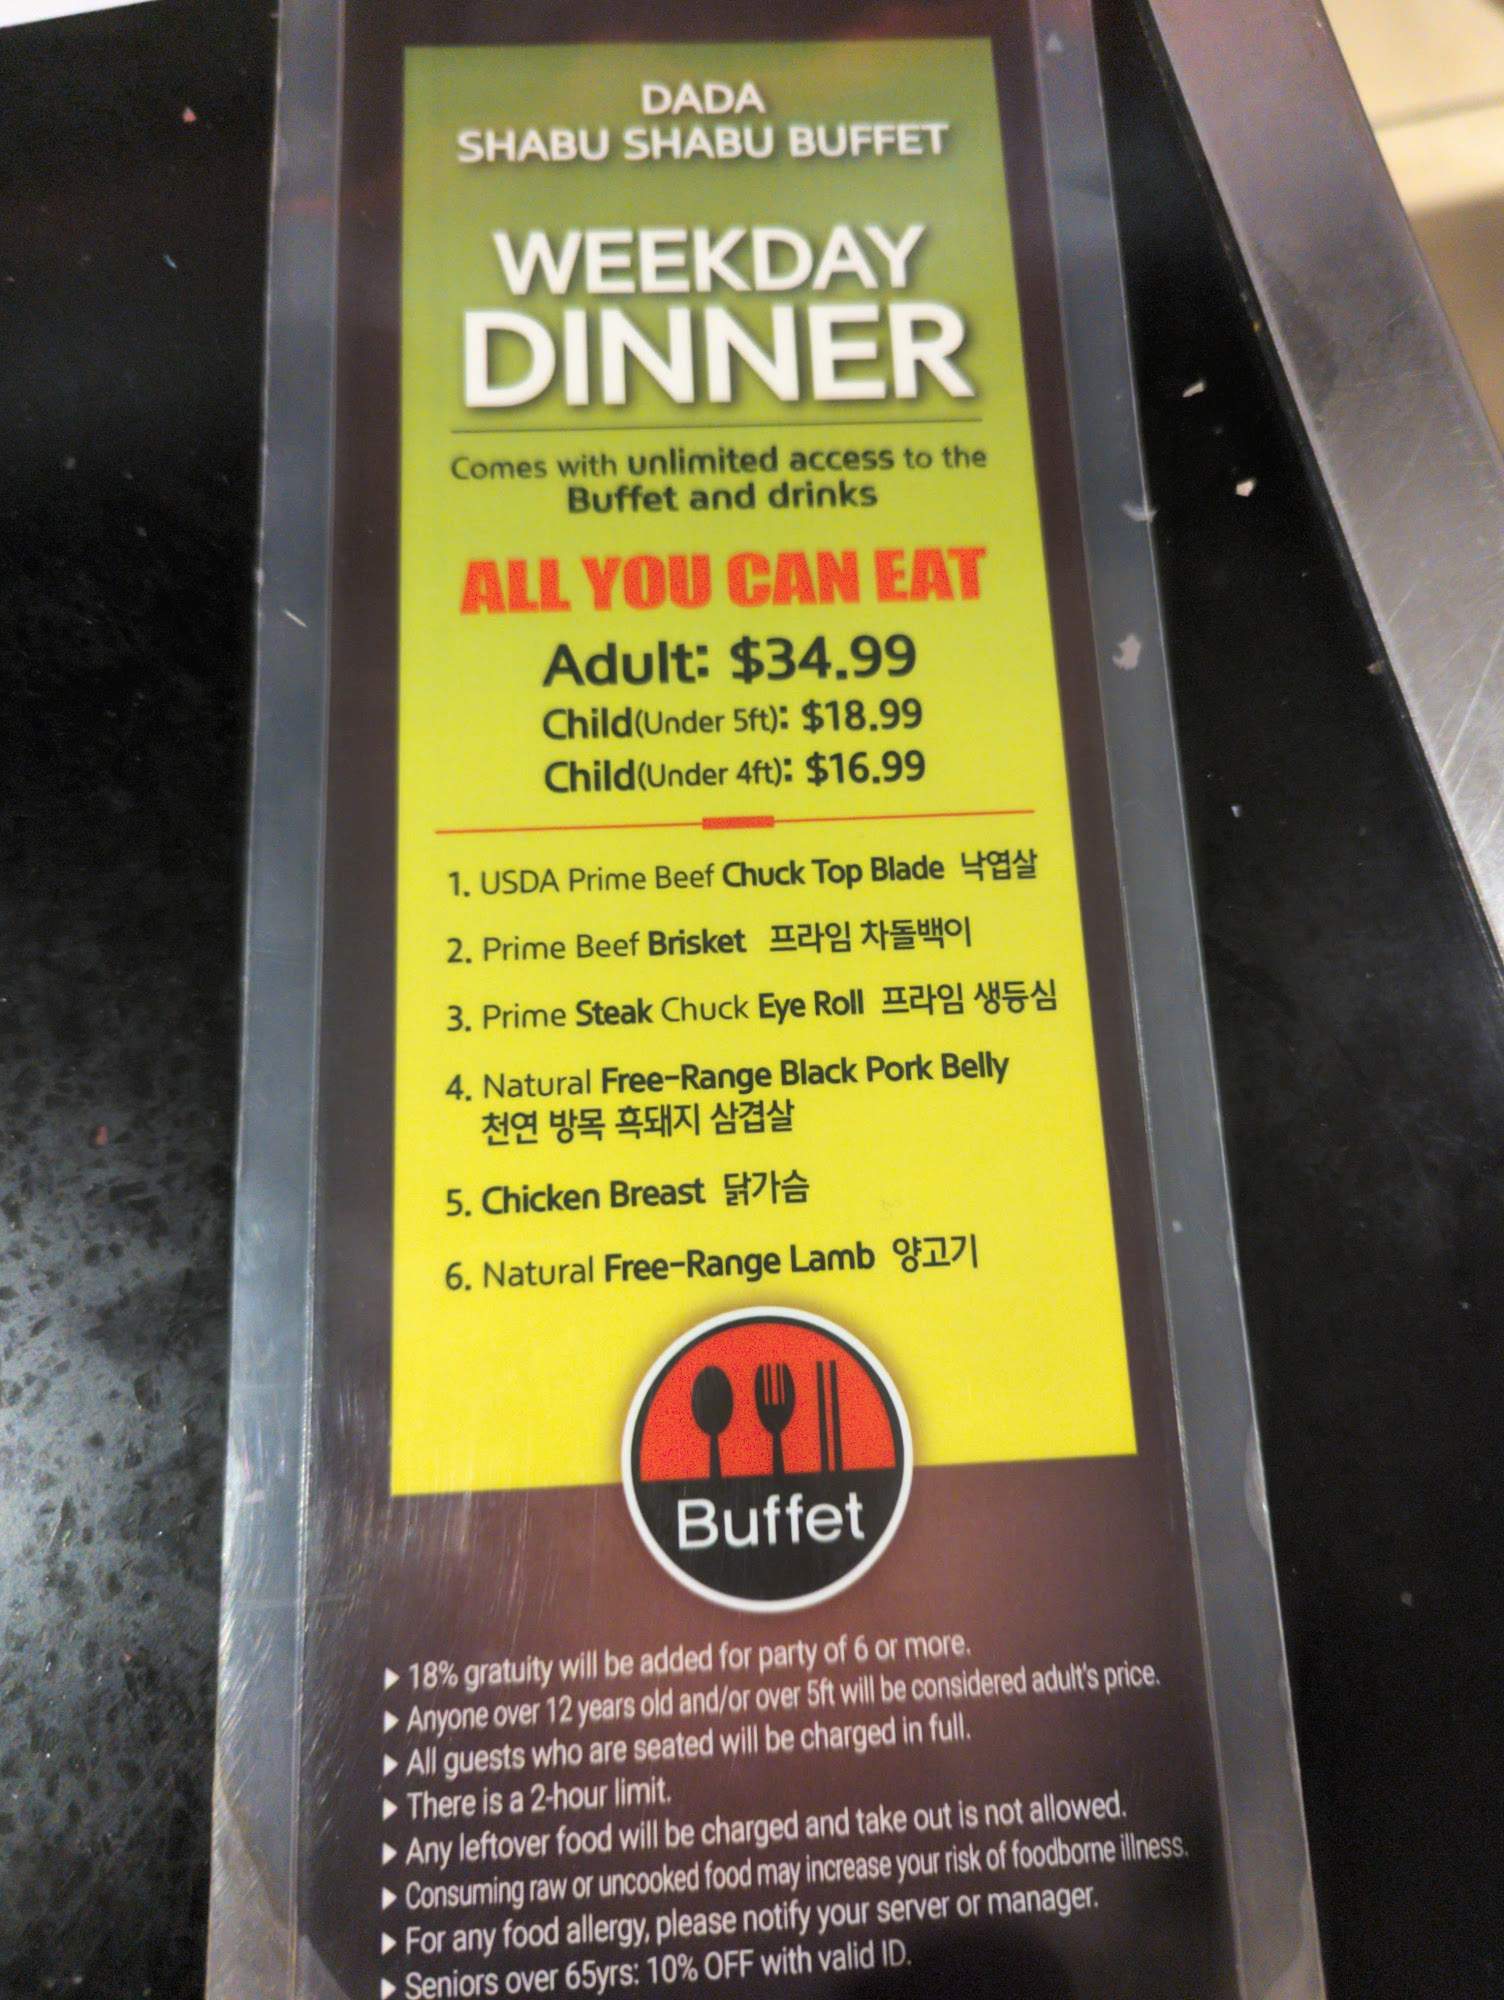 DADA
SHABU SHABU BUFFET
WEEKDAY
DINNER
Comes with unlimited access to the
Buffet and drinks
ALL YOU CAN EAT
Adult: $34.99
Child(Under 5ft): $18.99
Child(Under 4ft): $16.99
1. USDA Prime Beef Chuck Top Blade 낙엽살
2. Prime Beef Brisket 프라임 차돌백이
3. Prime Steak Chuck Eye Roll 프라임 생등심
4. Natural Free-Range Black Pork Belly
천연 방목 흑돼지 삼겹살
5. Chicken Breast 닭가슴
6. Natural Free-Range Lamb 양고기
Buffet
▶ 18% gratuity will be added for party of 6 or more.
▶ Anyone over 12 years old and/or over 5ft will be considered adult's price.
▶ All guests who are seated will be charged in full.
▶ There is a 2-hour limit.
▶ Any leftover food will be charged and take out is not allowed.
▶ Consuming raw or uncooked food may increase your risk of foodborne illness.
▶ For any food allergy, please notify your server or manager.
▶ Seniors over 65yrs: 10% OFF with valid ID.